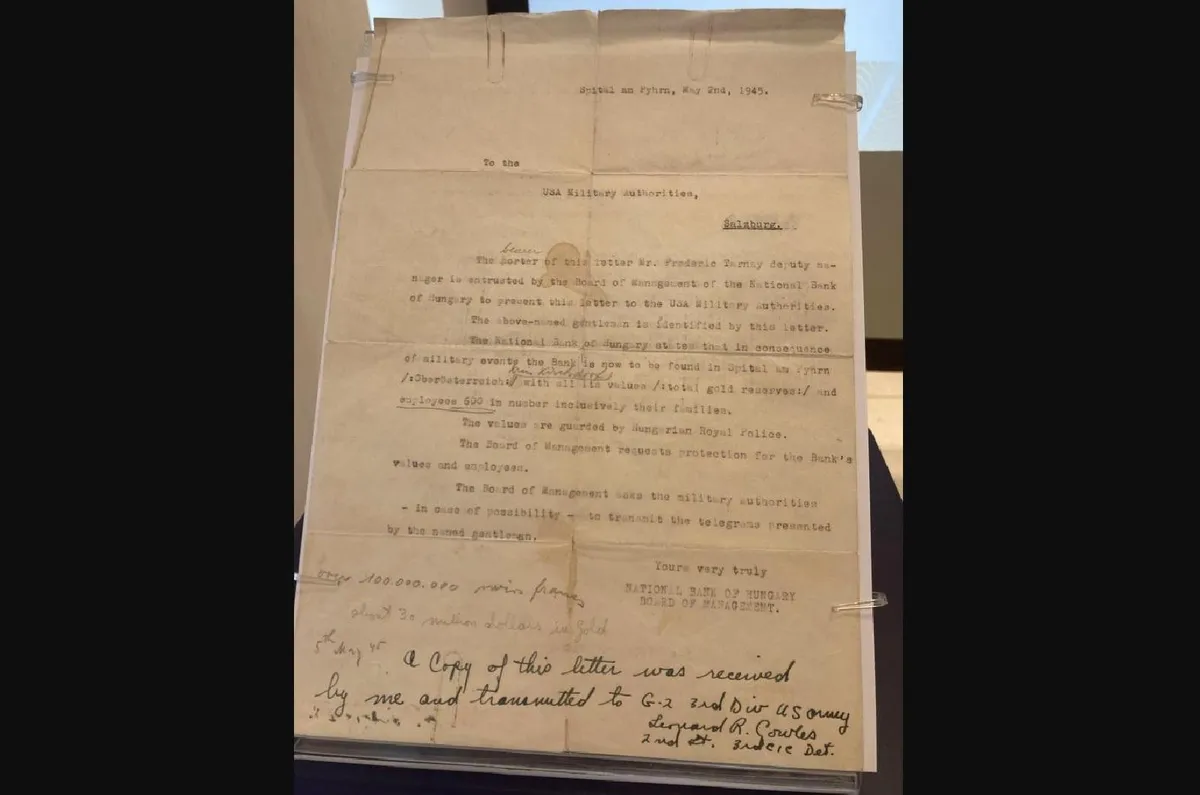 Spital am Pyhrn, May 2nd, 1945.
To the
USA Military Authorities,
Salzburg.
bearer
The porter of this letter Mr. Frederic Tarnay deputy ma-
nager is entrusted by the Board of Management of the National Bank
of Hungary to present this letter to the USA Military Authorities.
The above-named gentleman is identified by this letter.
The National Bank of Hungary states that in consequence
of military events the Bank is now to be found in Spital am Pyhrn
/:Oberösterreich:/ with all its values /:total gold reserves:/ and
employees 600 in number inclusively their families.
The values are guarded by Hungarian Royal Police.
The Board of Management requests protection for the Bank's
values and employees.
The Board of Management asks the military authorities
- in case of possibility - to transmit the telegrams presented
by the named gentleman.
Yours very truly
NATIONAL BANK OF HUNGARY
BOARD OF MANAGEMENT.
over 100.000.000 swiss francs
about 30 million dollars in gold
5th May 45
A Copy of this letter was received
by me and transmitted to G-2 3rd Div US Army
Leonard R. Cowles
2nd Lt. 3rd CIC Det.